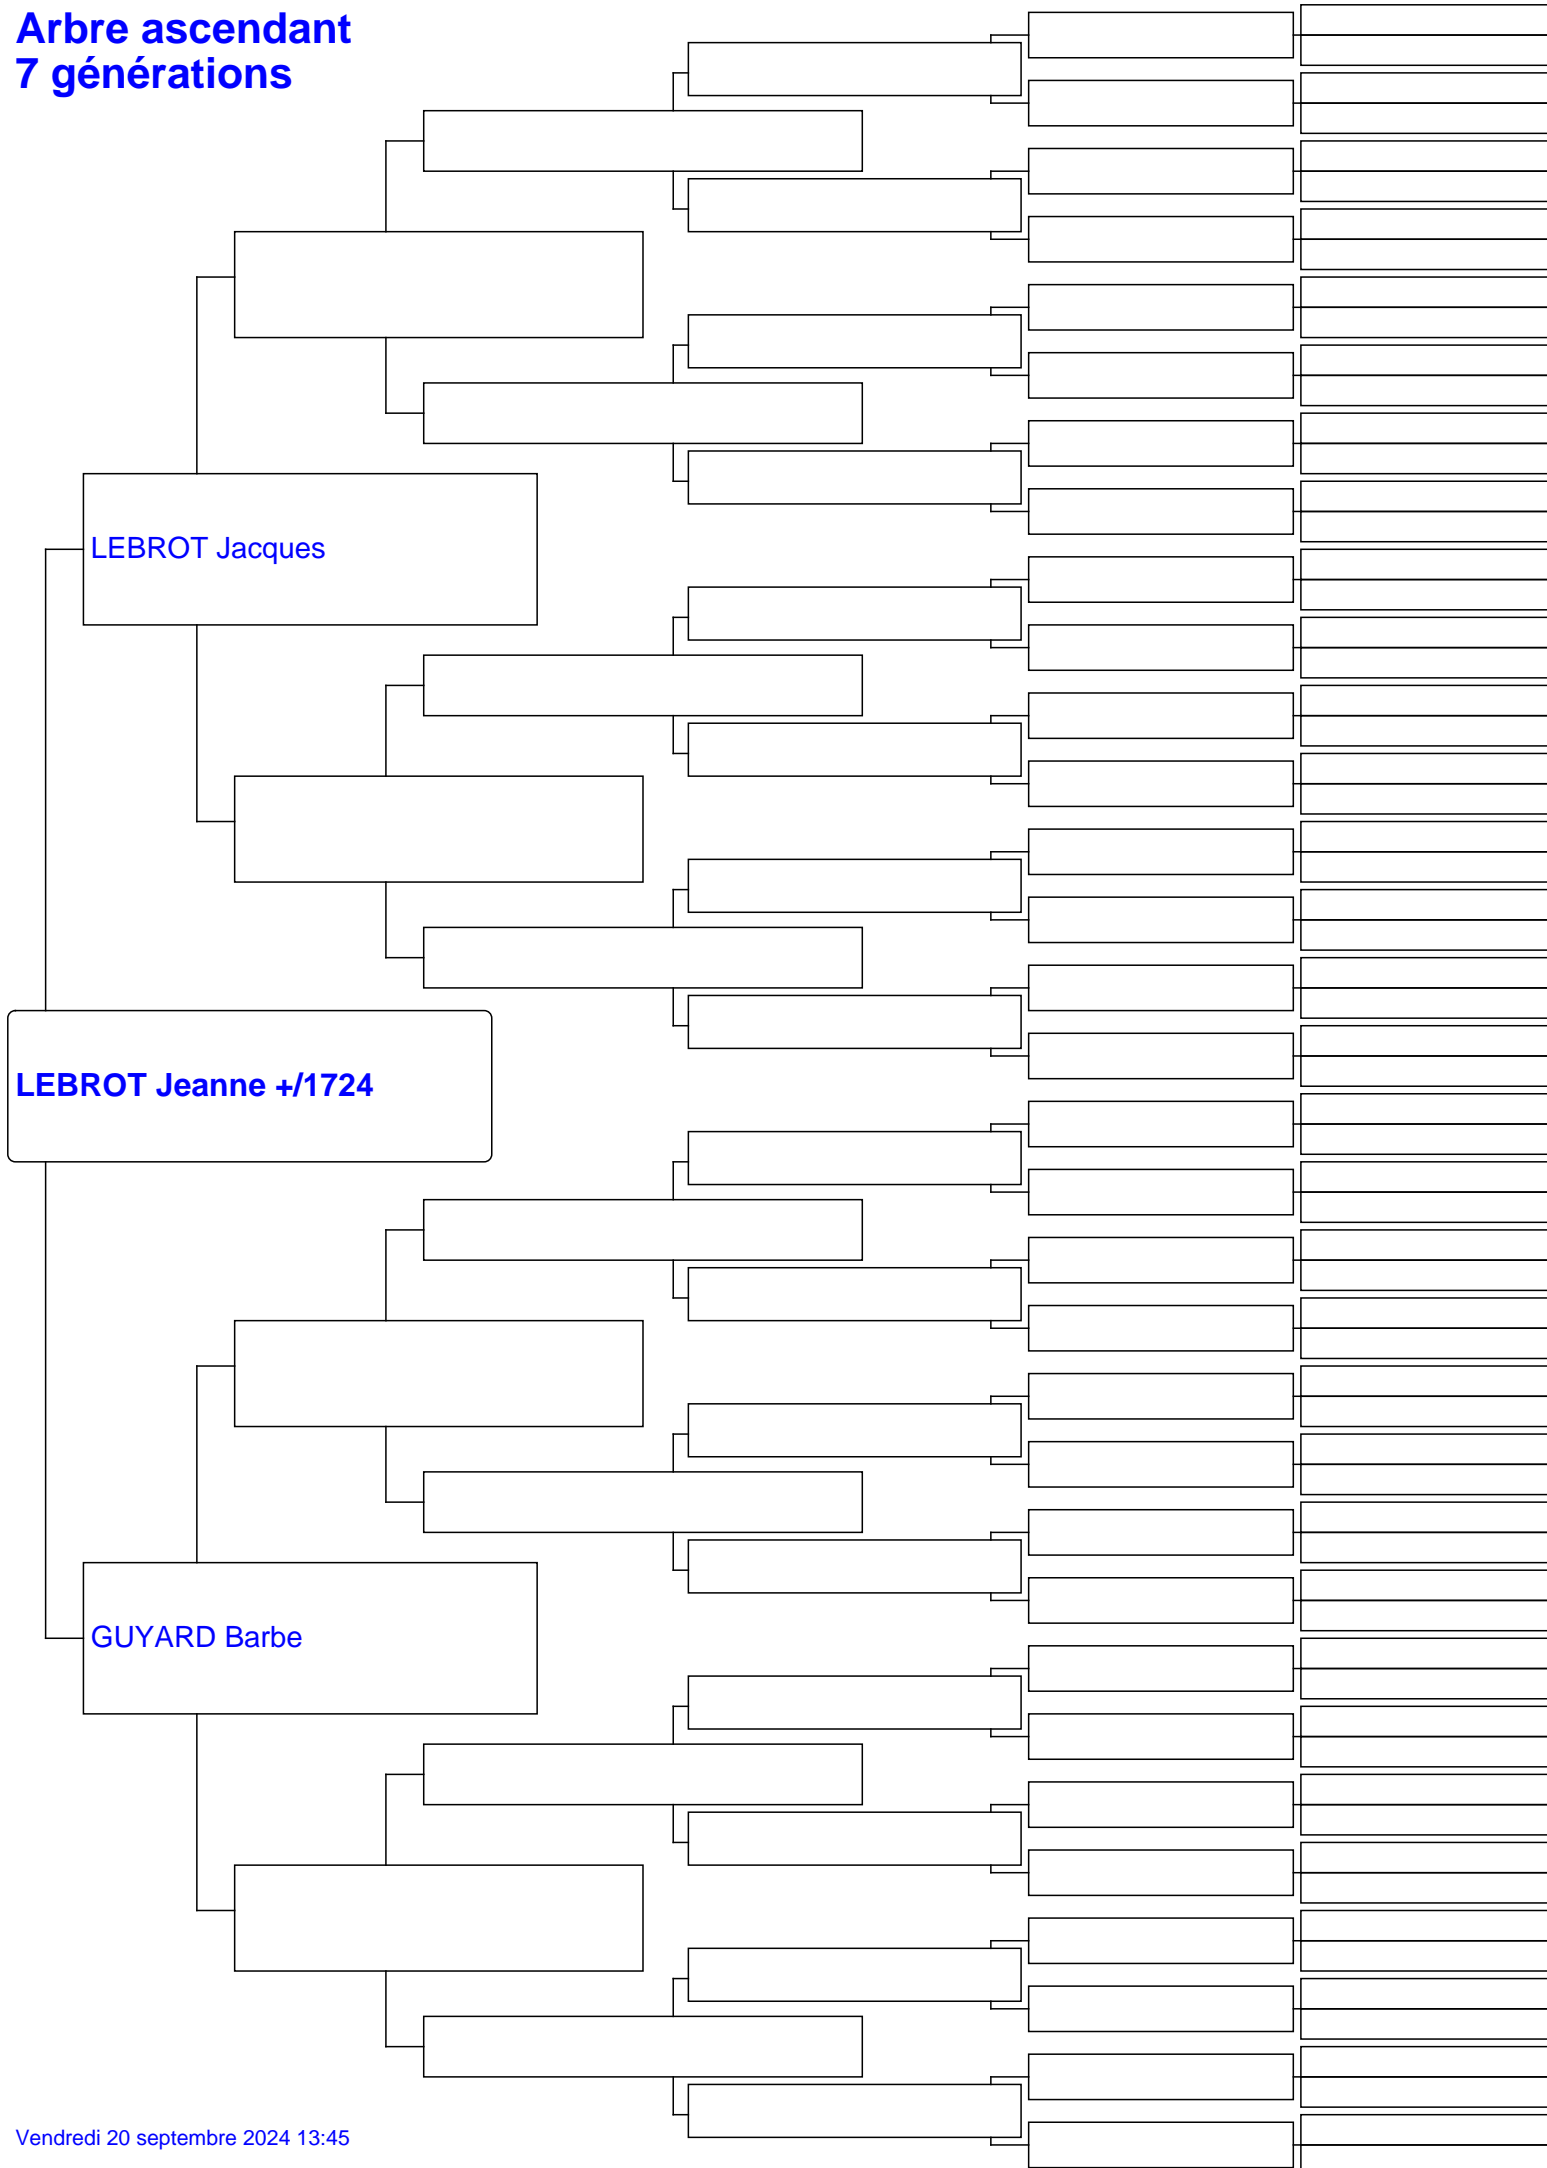 Arbre ascendant
7 générations
LEBROT Jacques
LEBROT Jeanne +/1724
GUYARD Barbe
Vendredi 20 septembre 2024 13:45